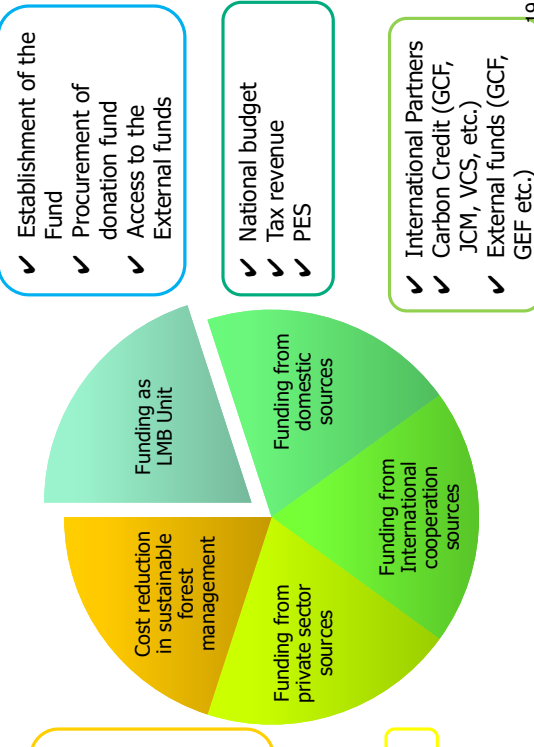 ✔ Establishment of the
Fund
✔ Procurement of
donation fund
✔ Access to the
External funds
✔ National budget
✔ Tax revenue
✔ PES
✔ International Partners
✔ Carbon Credit (GCF,
JCM, VCS, etc.)
✔ External funds (GCF,
GEF etc.)
Funding as
LMB Unit
Funding from
domestic
sources
Funding from
International
cooperation
sources
Funding from
private sector
sources
Cost reduction
in sustainable
forest
management
19